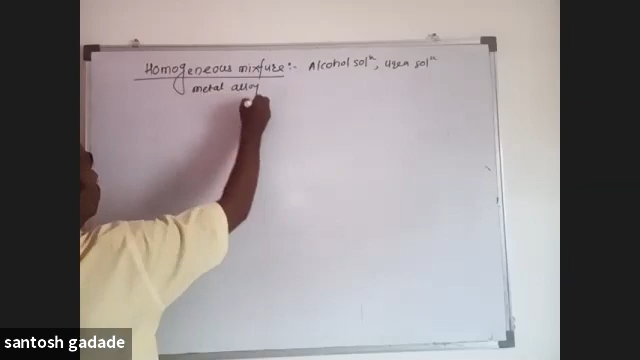 Homogeneous mixture :- Alcohol solⁿ, Urea solⁿ
metal alloy
santosh gadade